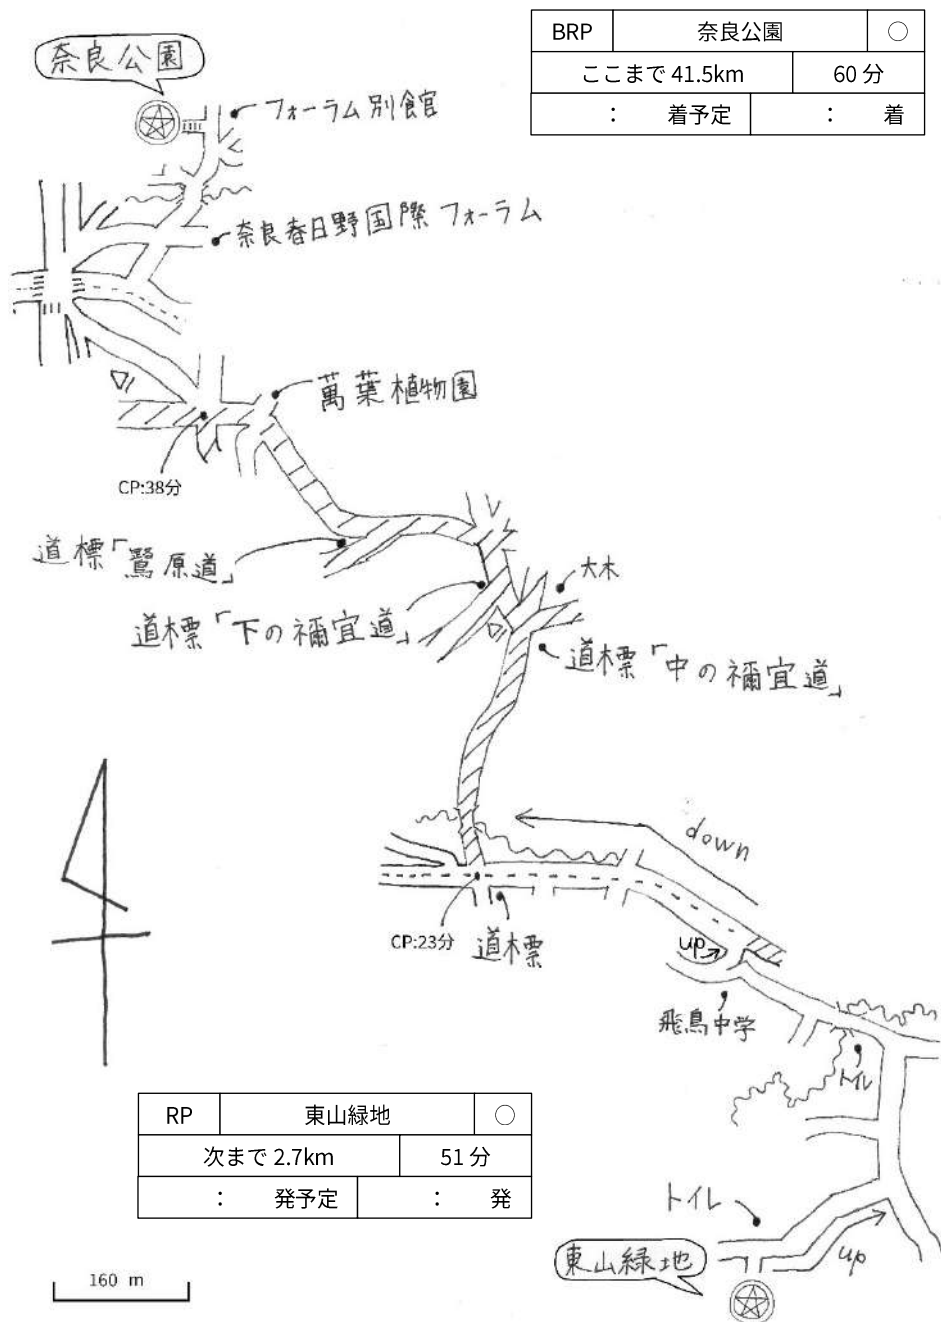 奈良公園
BRP 奈良公園 ○
ここまで 41.5km 60 分
： 着予定 ： 着
フォーラム別館
奈良春日野国際フォーラム
萬葉植物園
CP:38分
道標「鷺原道」
大木
道標「下の禰宜道」
道標「中の禰宜道」
down
CP:23分
道標
up
飛鳥中学
トイレ
RP 東山緑地 ○
次まで 2.7km 51 分
： 発予定 ： 発
トイレ
up
東山緑地
160 m